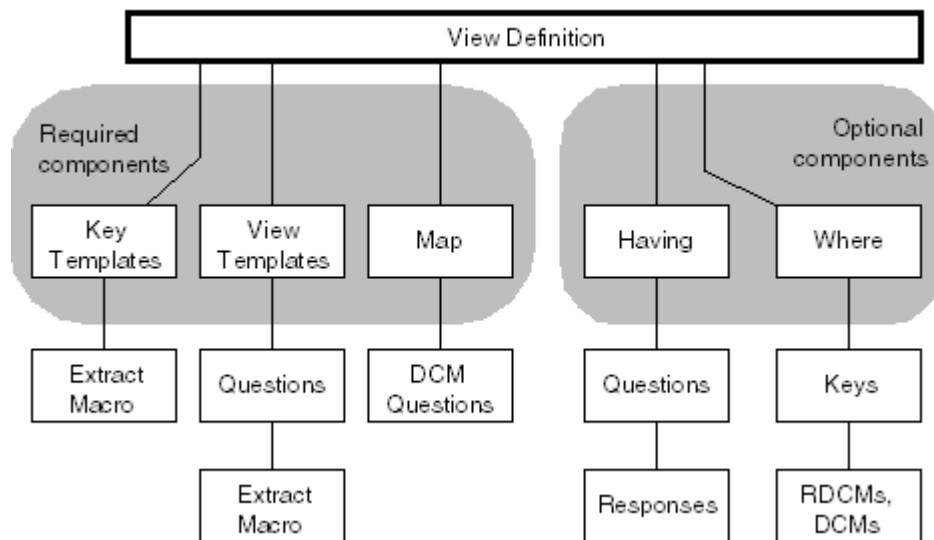 View Definition
Required
components
Optional
components
Key
Templates
View
Templates
Map
Having
Where
Extract
Macro
Questions
DCM
Questions
Questions
Keys
Extract
Macro
Responses
RDCMs,
DCMs